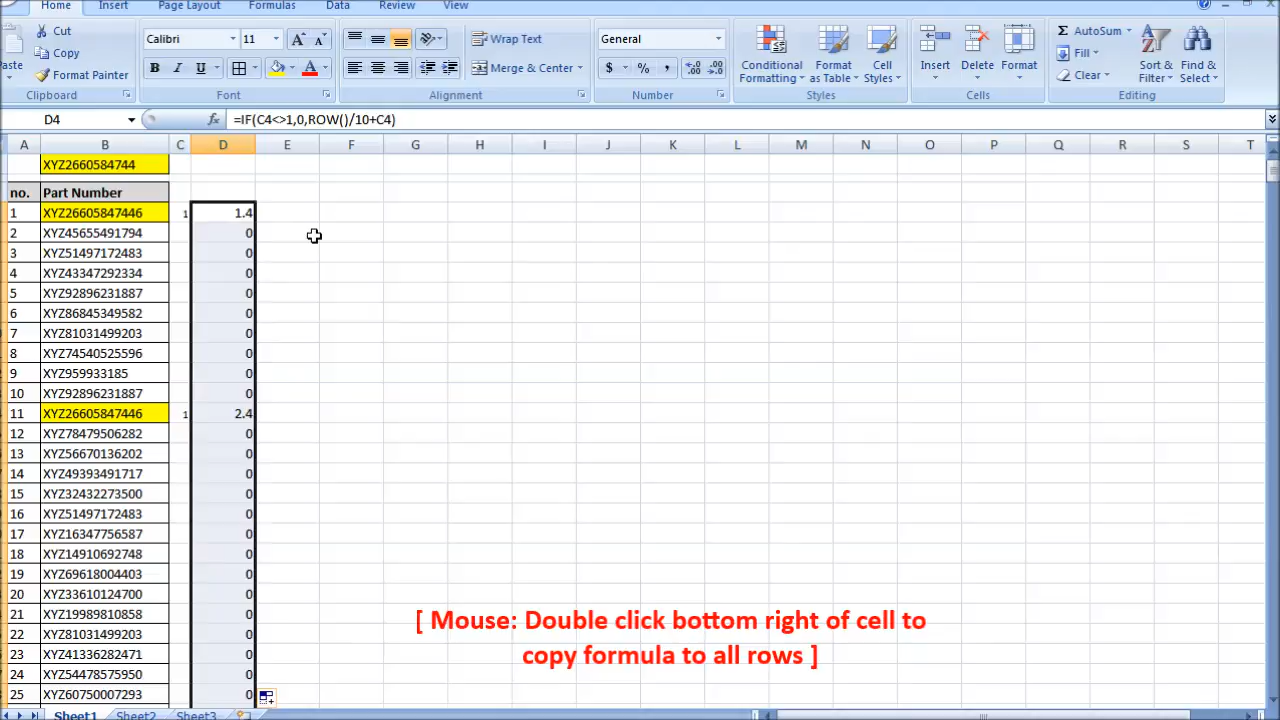 Home Insert Page Layout Formulas Data Review View
Cut
Copy
Format Painter
Clipboard
Calibri 11
B I U
Font
Wrap Text
Merge & Center
Alignment
General
$ % ,
Number
Conditional Formatting
Format as Table
Cell Styles
Styles
Insert Delete Format
Cells
AutoSum
Fill
Clear
Sort & Filter
Find & Select
Editing
D4 fx =IF(C4<>1,0,ROW()/10+C4)
A B C D E F G H I J K L M N O P Q R S T
XYZ2660584744
no. Part Number
1 XYZ26605847446 1 1.4
2 XYZ45655491794 0
3 XYZ51497172483 0
4 XYZ43347292334 0
5 XYZ92896231887 0
6 XYZ86845349582 0
7 XYZ81031499203 0
8 XYZ74540525596 0
9 XYZ959933185 0
10 XYZ92896231887 0
11 XYZ26605847446 1 2.4
12 XYZ78479506282 0
13 XYZ56670136202 0
14 XYZ49393491717 0
15 XYZ32432273500 0
16 XYZ51497172483 0
17 XYZ16347756587 0
18 XYZ14910692748 0
19 XYZ69618004403 0
20 XYZ33610124700 0
21 XYZ19989810858 0
22 XYZ81031499203 0
23 XYZ41336282471 0
24 XYZ54478575950 0
25 XYZ60750007293 0
[ Mouse: Double click bottom right of cell to
copy formula to all rows ]
Sheet1 Sheet2 Sheet3